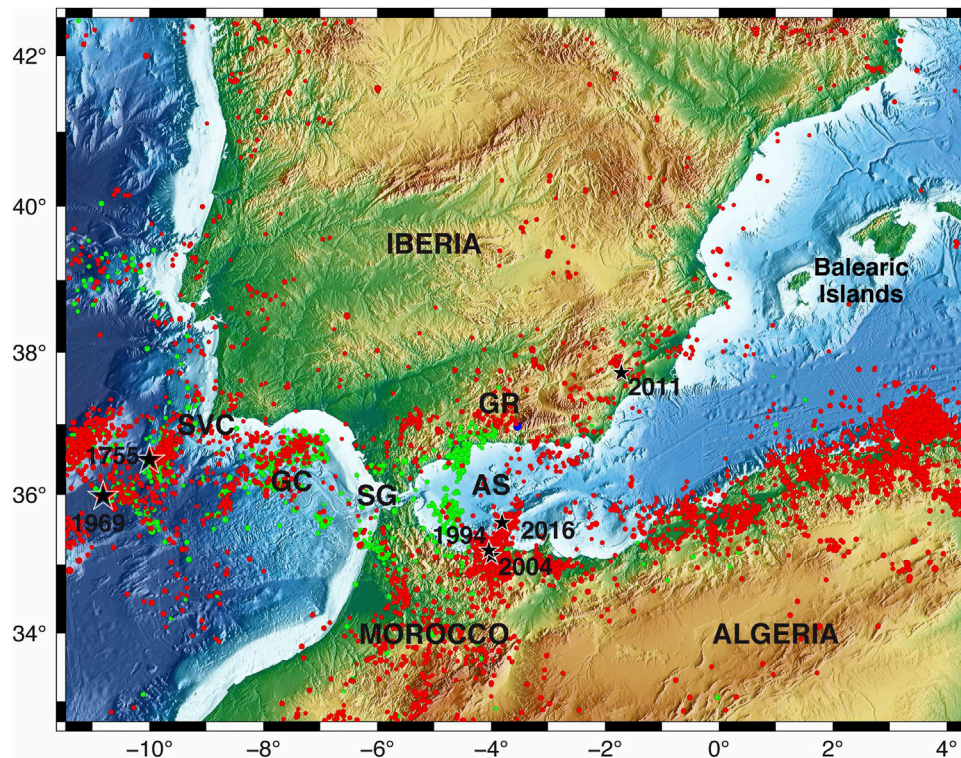 42°
40°
IBERIA
Balearic
Islands
38°
2011
GR
SVC
1755
GC
SG
AS
36°
1969
1994
2016
2004
34°
MOROCCO
ALGERIA
−10° −8° −6° −4° −2° 0° 2° 4°